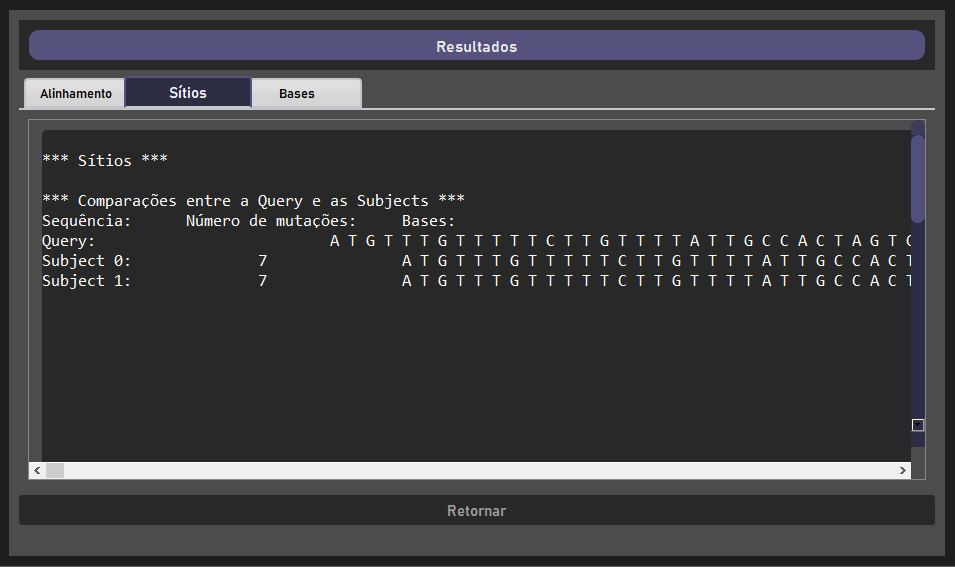 Resultados
Alinhamento Sítios Bases
*** Sítios ***
*** Comparações entre a Query e as Subjects ***
Sequência: Número de mutações: Bases:
Query: A T G T T T G T T T T T C T T G T T T T A T T G C C A C T A G T C
Subject 0: 7 A T G T T T G T T T T T C T T G T T T T A T T G C C A C T
Subject 1: 7 A T G T T T G T T T T T C T T G T T T T A T T G C C A C T
Retornar